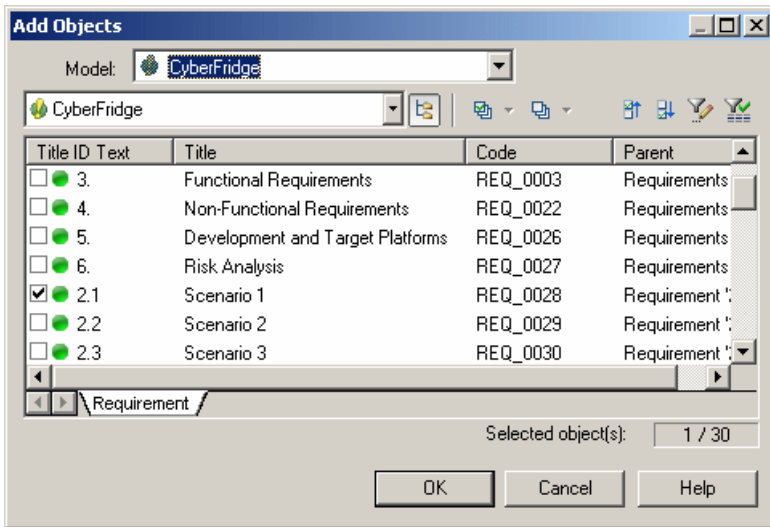 Add Objects
Model: CyberFridge
CyberFridge
Title ID Text Title Code Parent
3. Functional Requirements REQ_0003 Requirements
4. Non-Functional Requirements REQ_0022 Requirements
5. Development and Target Platforms REQ_0026 Requirements
6. Risk Analysis REQ_0027 Requirements
2.1 Scenario 1 REQ_0028 Requirement '2
2.2 Scenario 2 REQ_0029 Requirement '2
2.3 Scenario 3 REQ_0030 Requirement '2
Requirement
Selected object(s): 1 / 30
OK Cancel Help